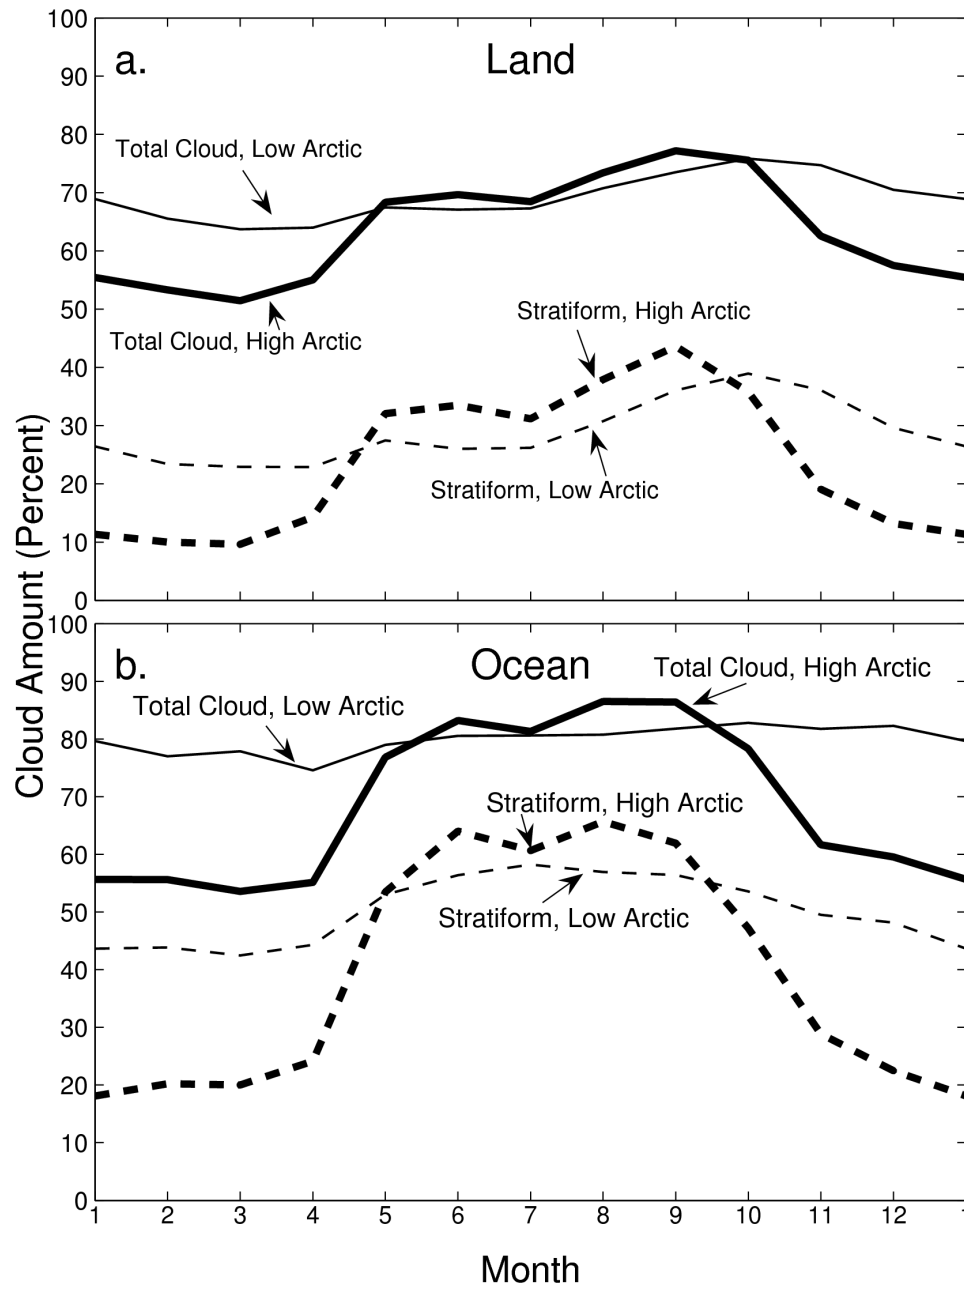 100
a.
Land
90
80
Total Cloud, Low Arctic
70
60
50
Stratiform, High Arctic
Total Cloud, High Arctic
40
30
Stratiform, Low Arctic
20
10
0
Cloud Amount (Percent)
100
b.
Ocean
Total Cloud, High Arctic
90
Total Cloud, Low Arctic
80
70
Stratiform, High Arctic
60
50
Stratiform, Low Arctic
40
30
20
10
0
1 2 3 4 5 6 7 8 9 10 11 12
Month